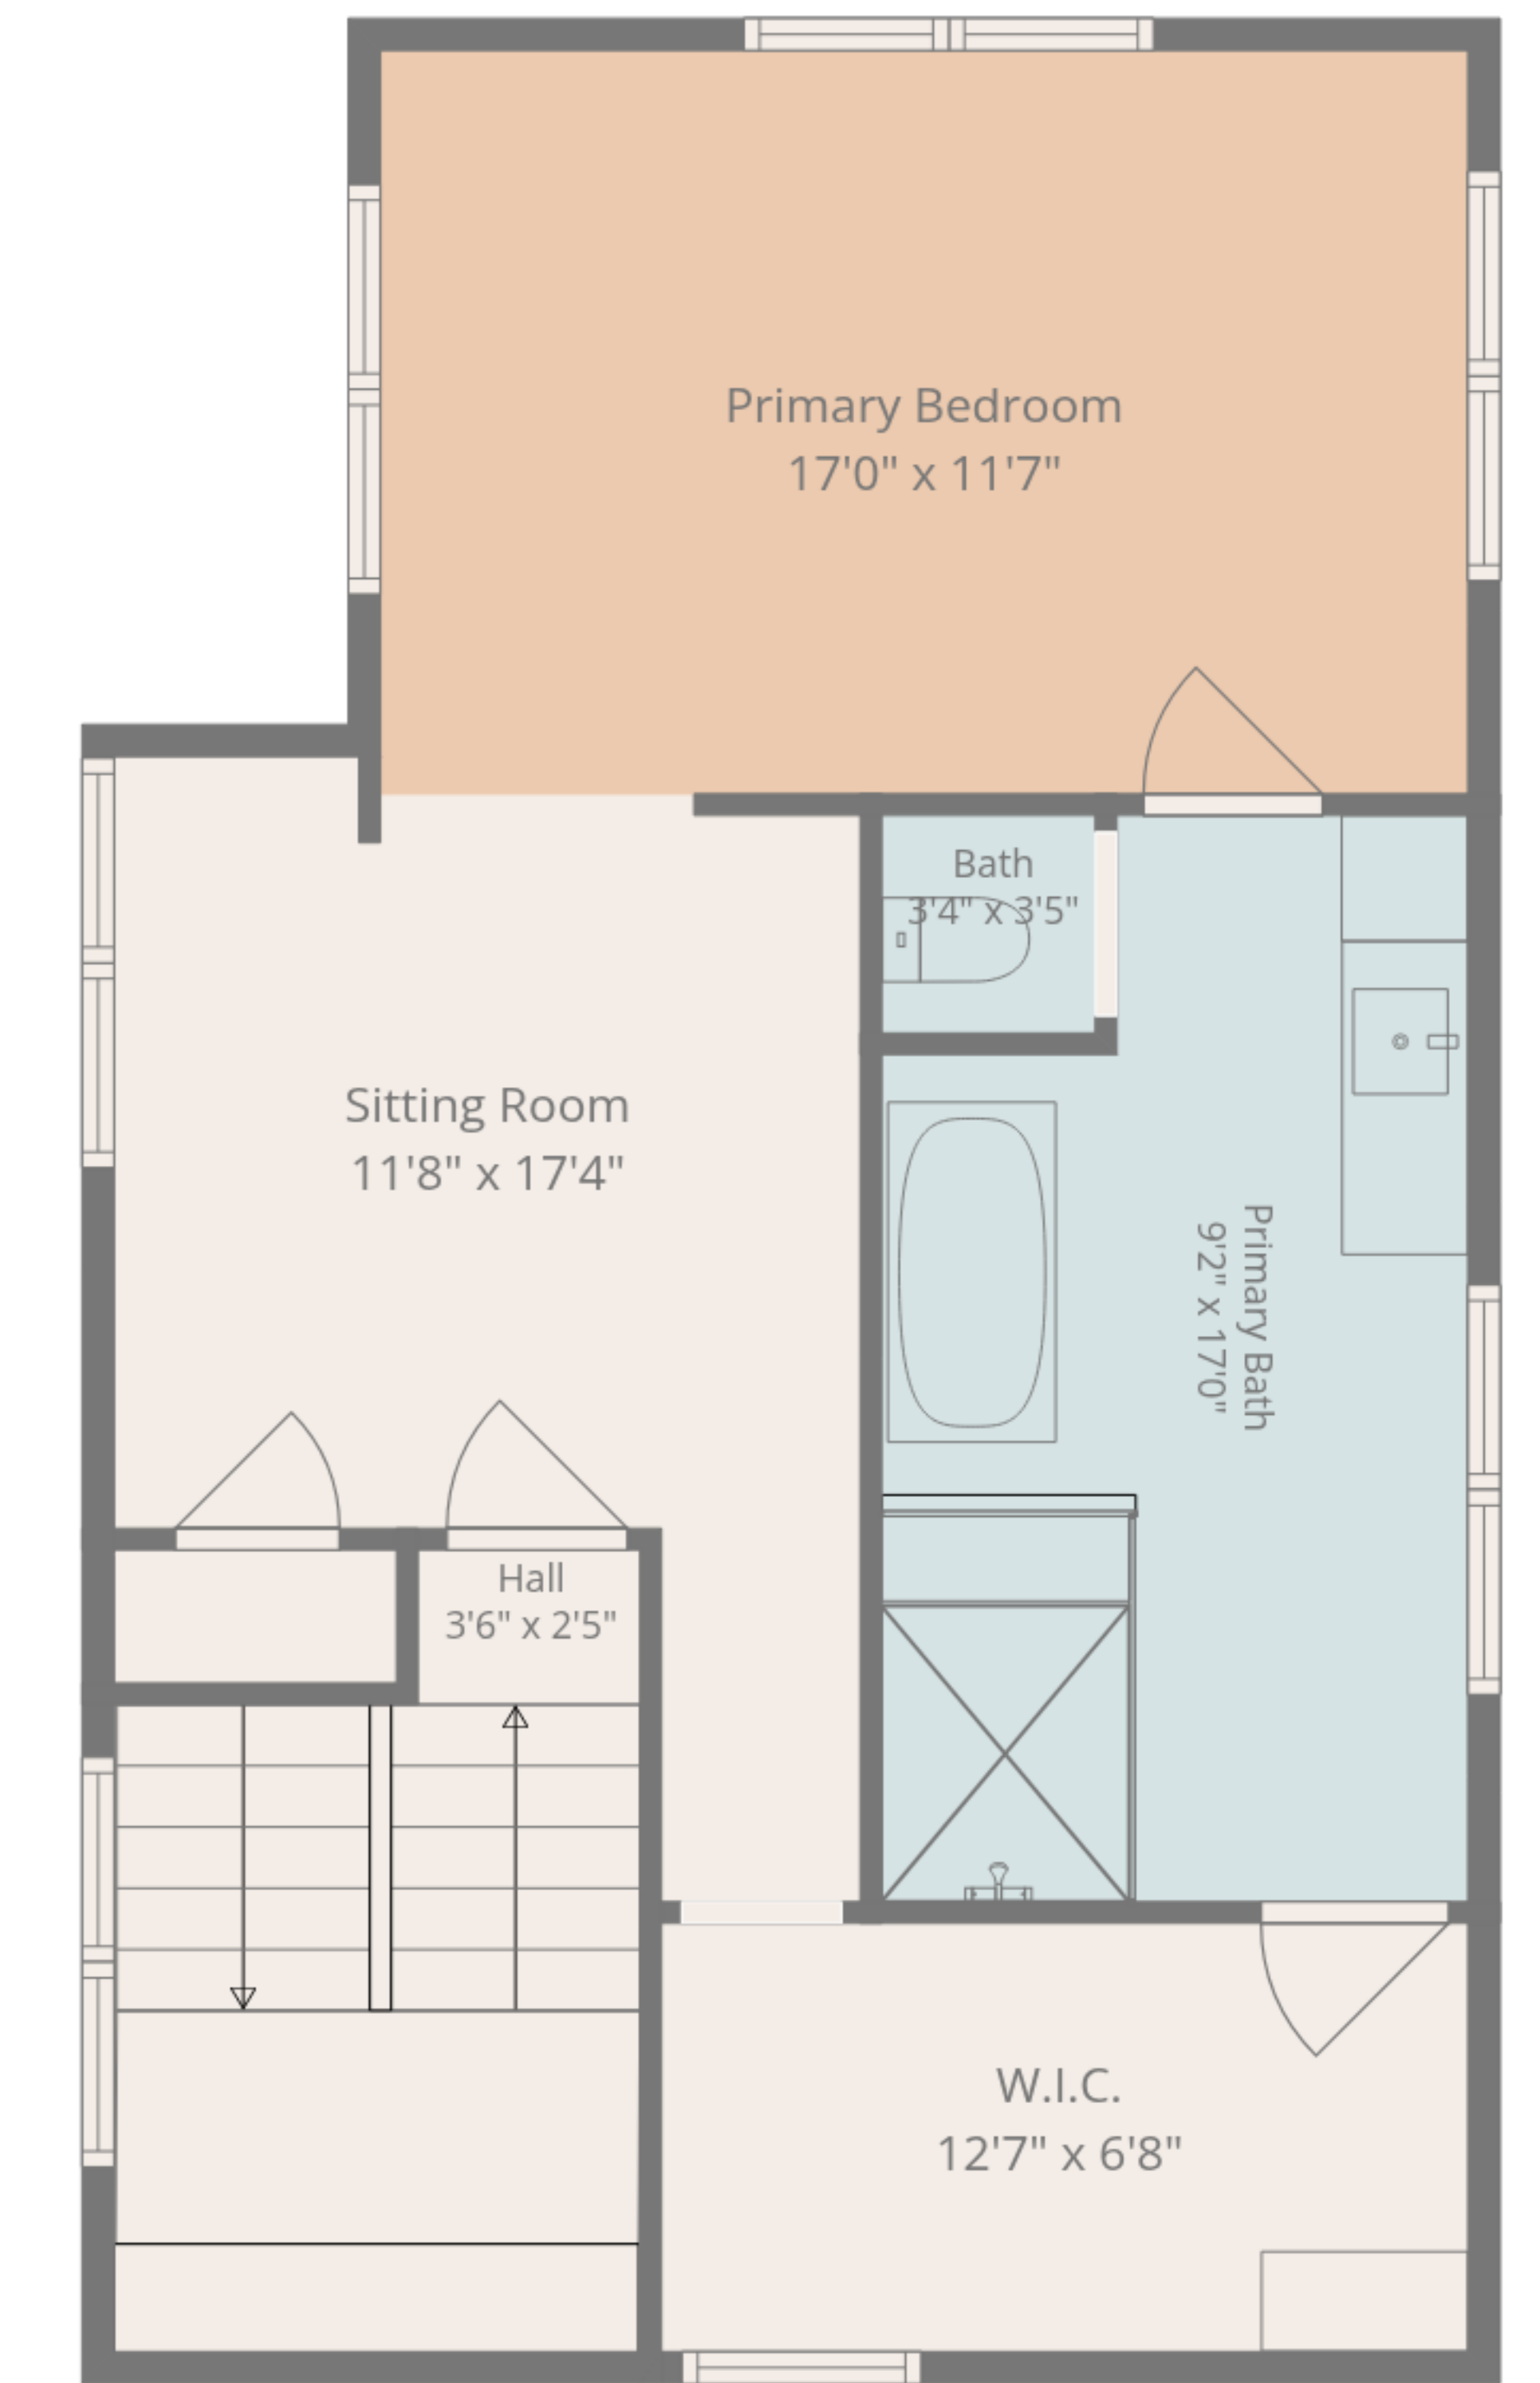 Primary Bedroom
17'0" x 11'7"
Bath
3'4" x 3'5"
Sitting Room
11'8" x 17'4"
Primary Bath
9'2" x 17'0"
Hall
3'6" x 2'5"
W.I.C.
12'7" x 6'8"